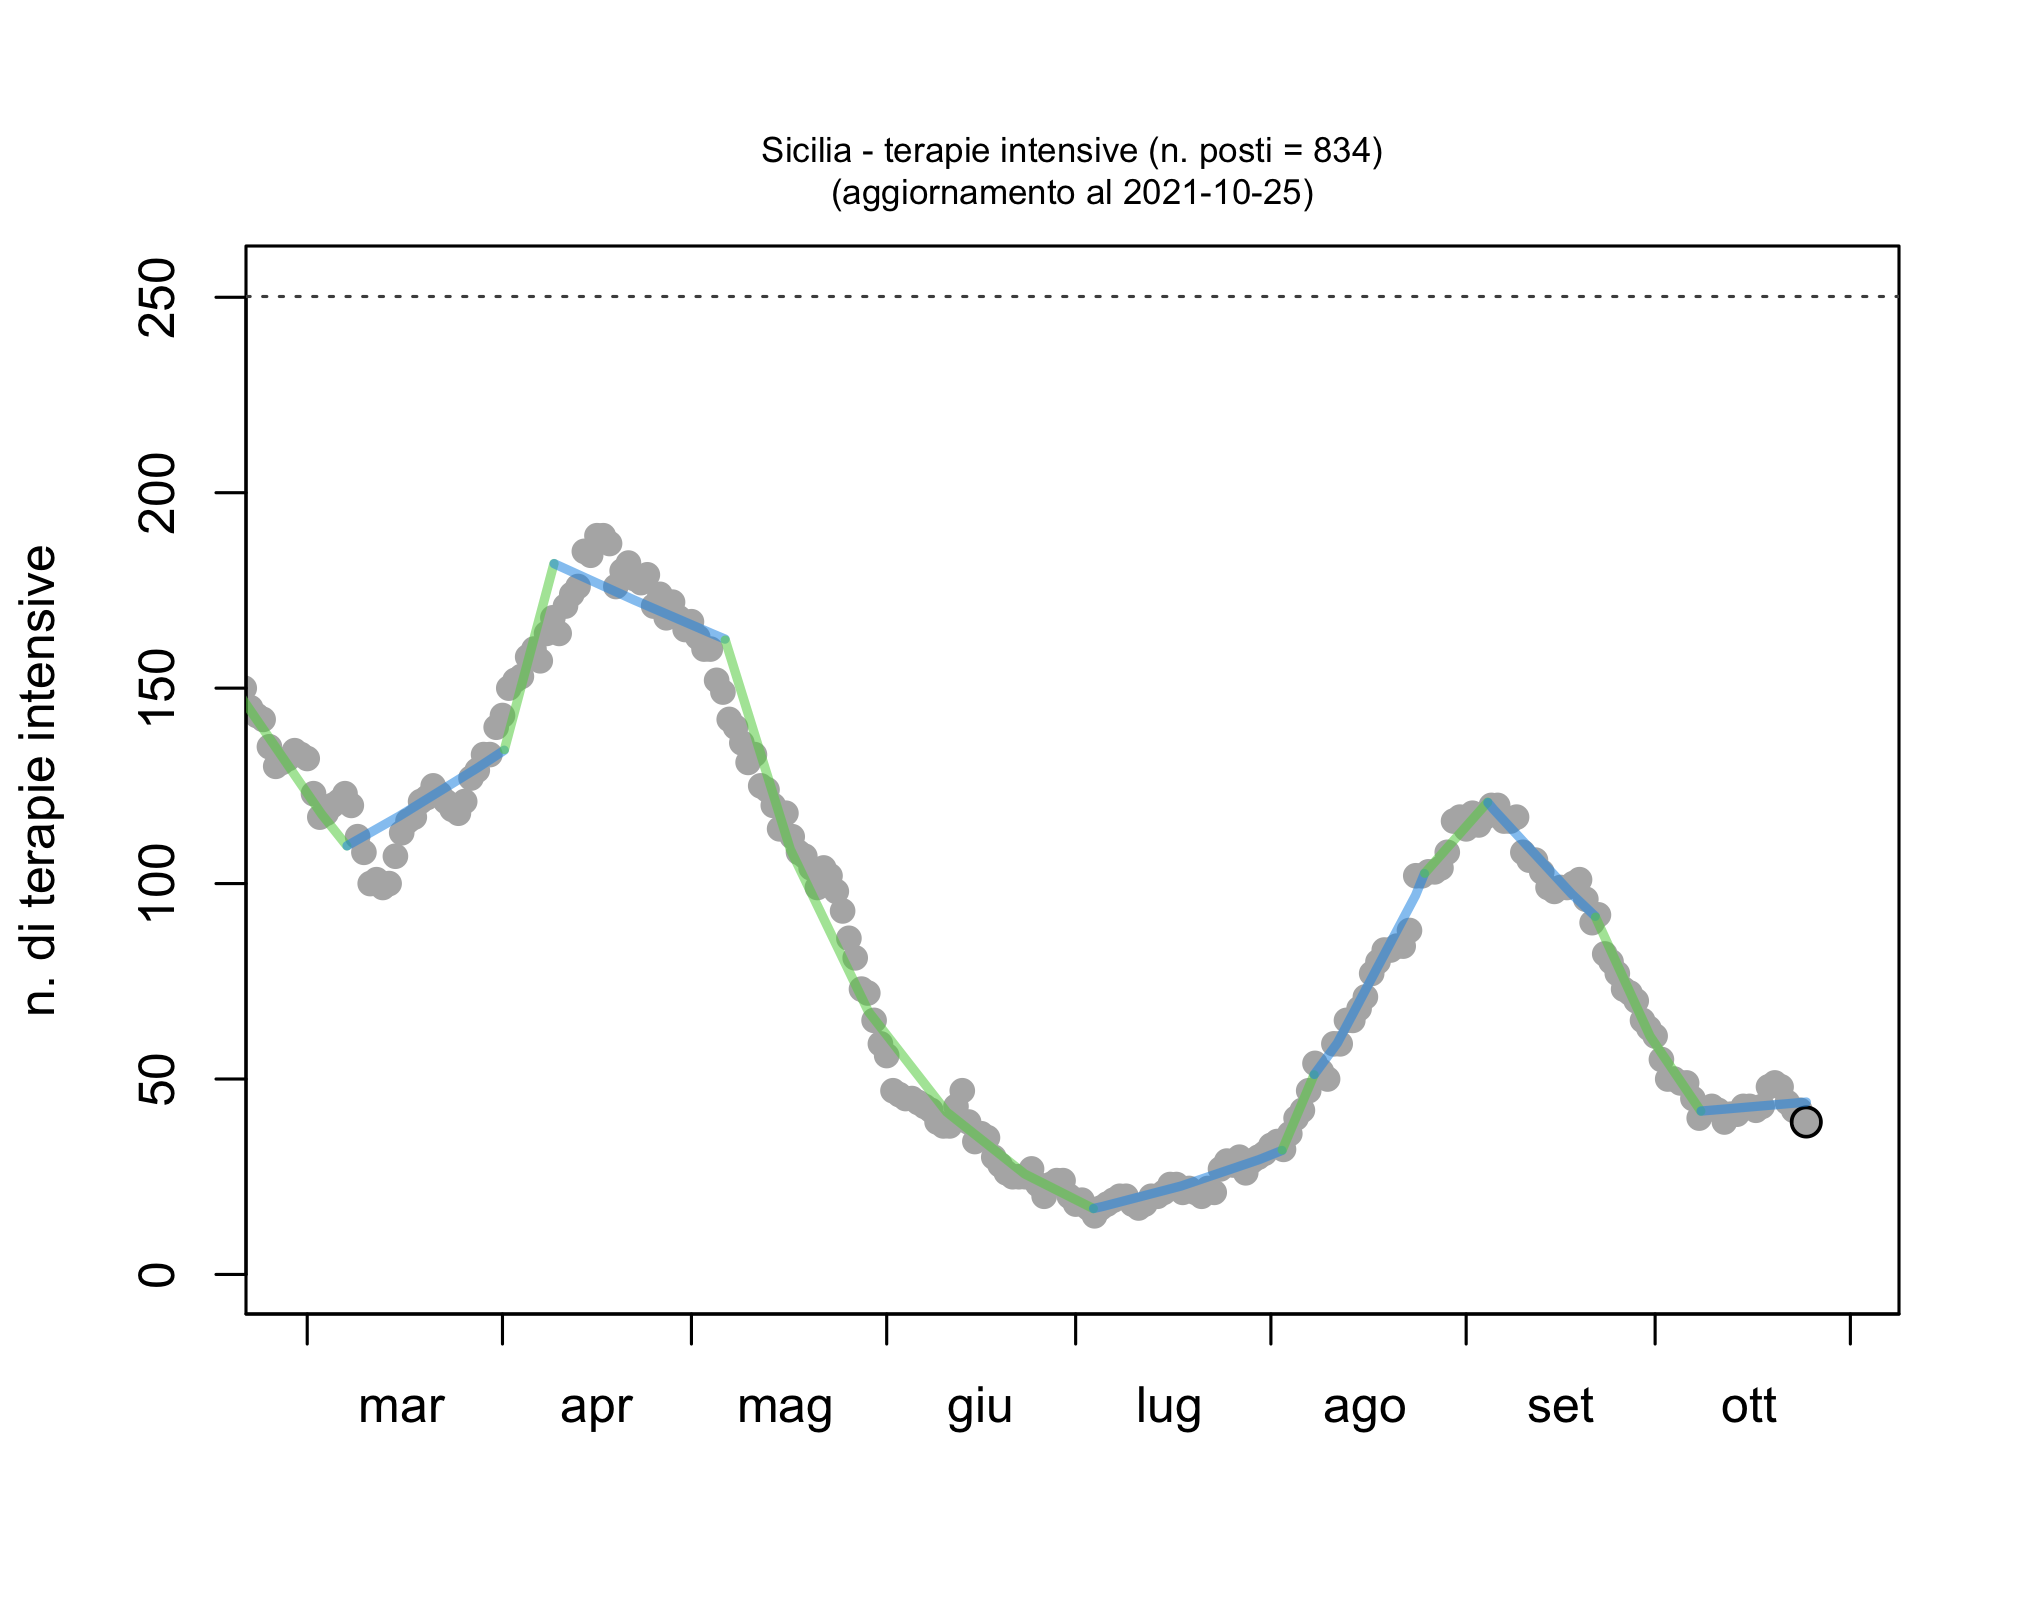 Sicilia - terapie intensive (n. posti = 834)
(aggiornamento al 2021-10-25)
n. di terapie intensive
250
200
150
100
50
0
mar apr mag giu lug ago set ott